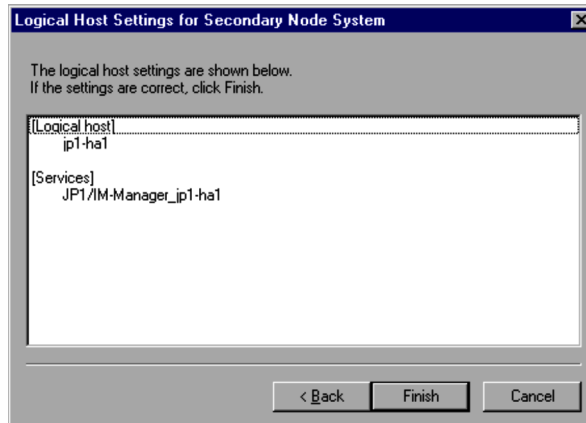 Logical Host Settings for Secondary Node System
The logical host settings are shown below.
If the settings are correct, click Finish.
[Logical host]
jp1-ha1
[Services]
JP1/IM-Manager_jp1-ha1
< Back
Finish
Cancel